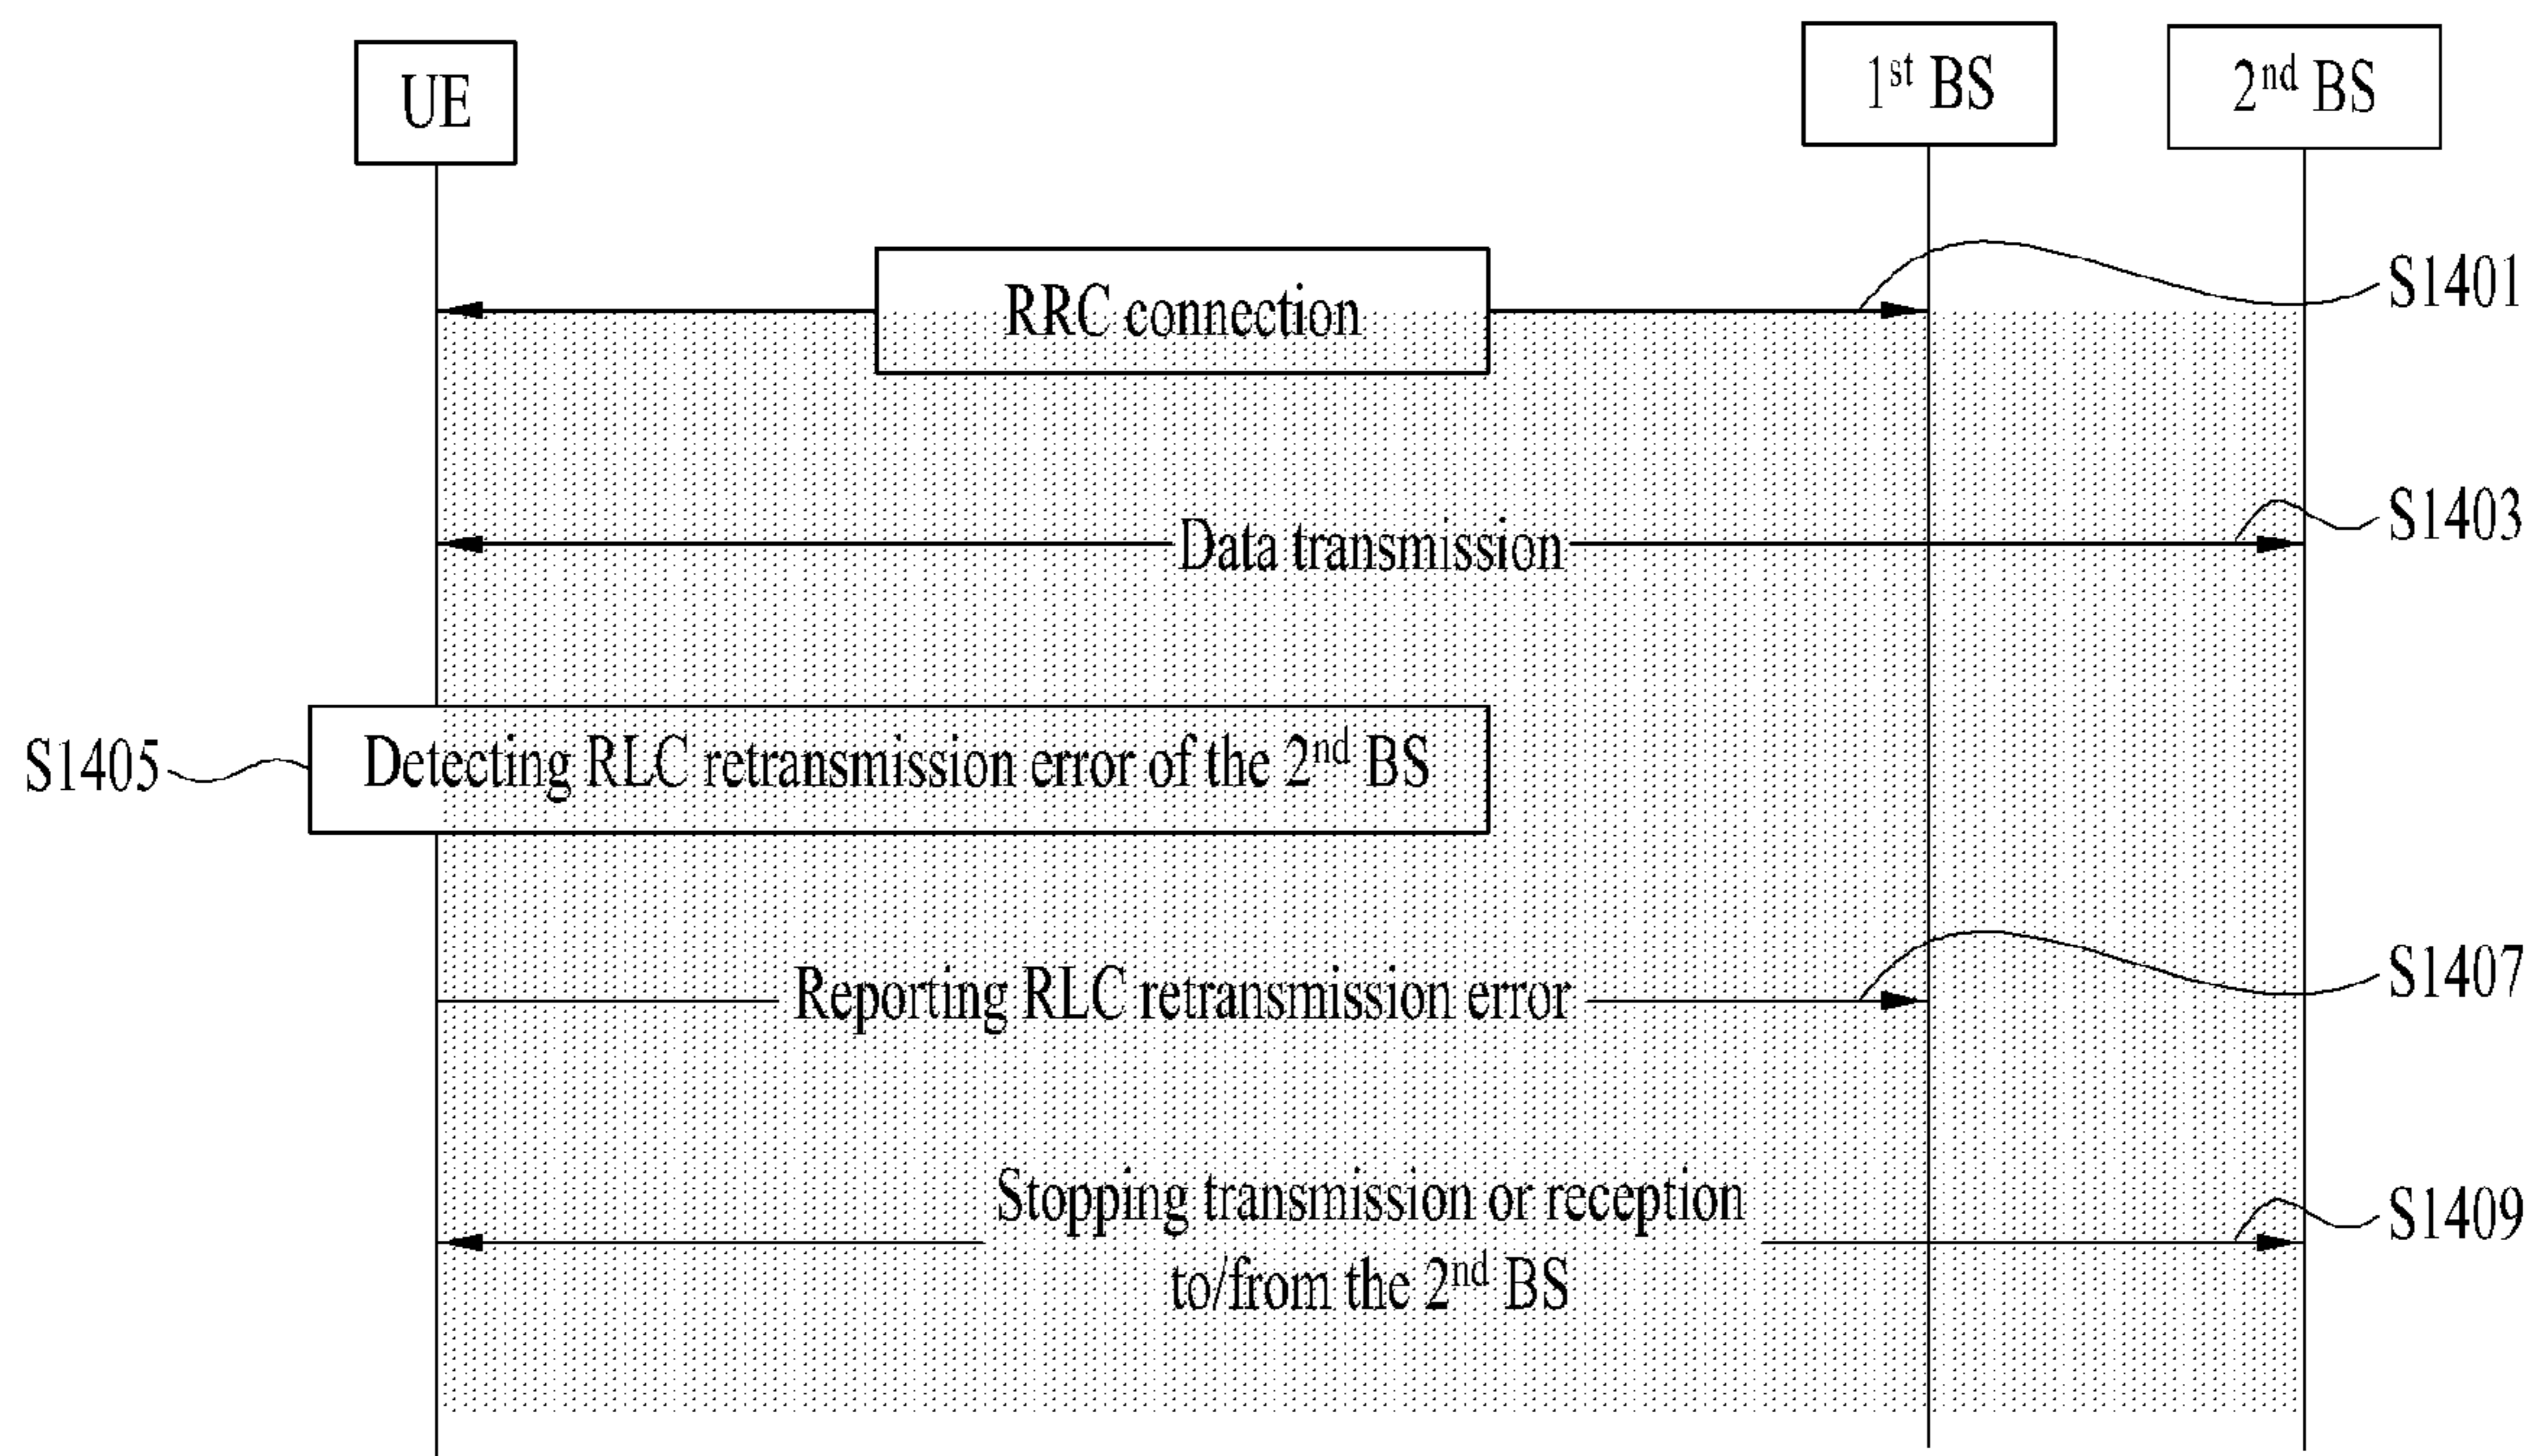 UE
1st BS
2nd BS
RRC connection
S1401
Data transmission
S1403
S1405
Detecting RLC retransmission error of the 2nd BS
Reporting RLC retransmission error
S1407
Stopping transmission or reception
to/from the 2nd BS
S1409